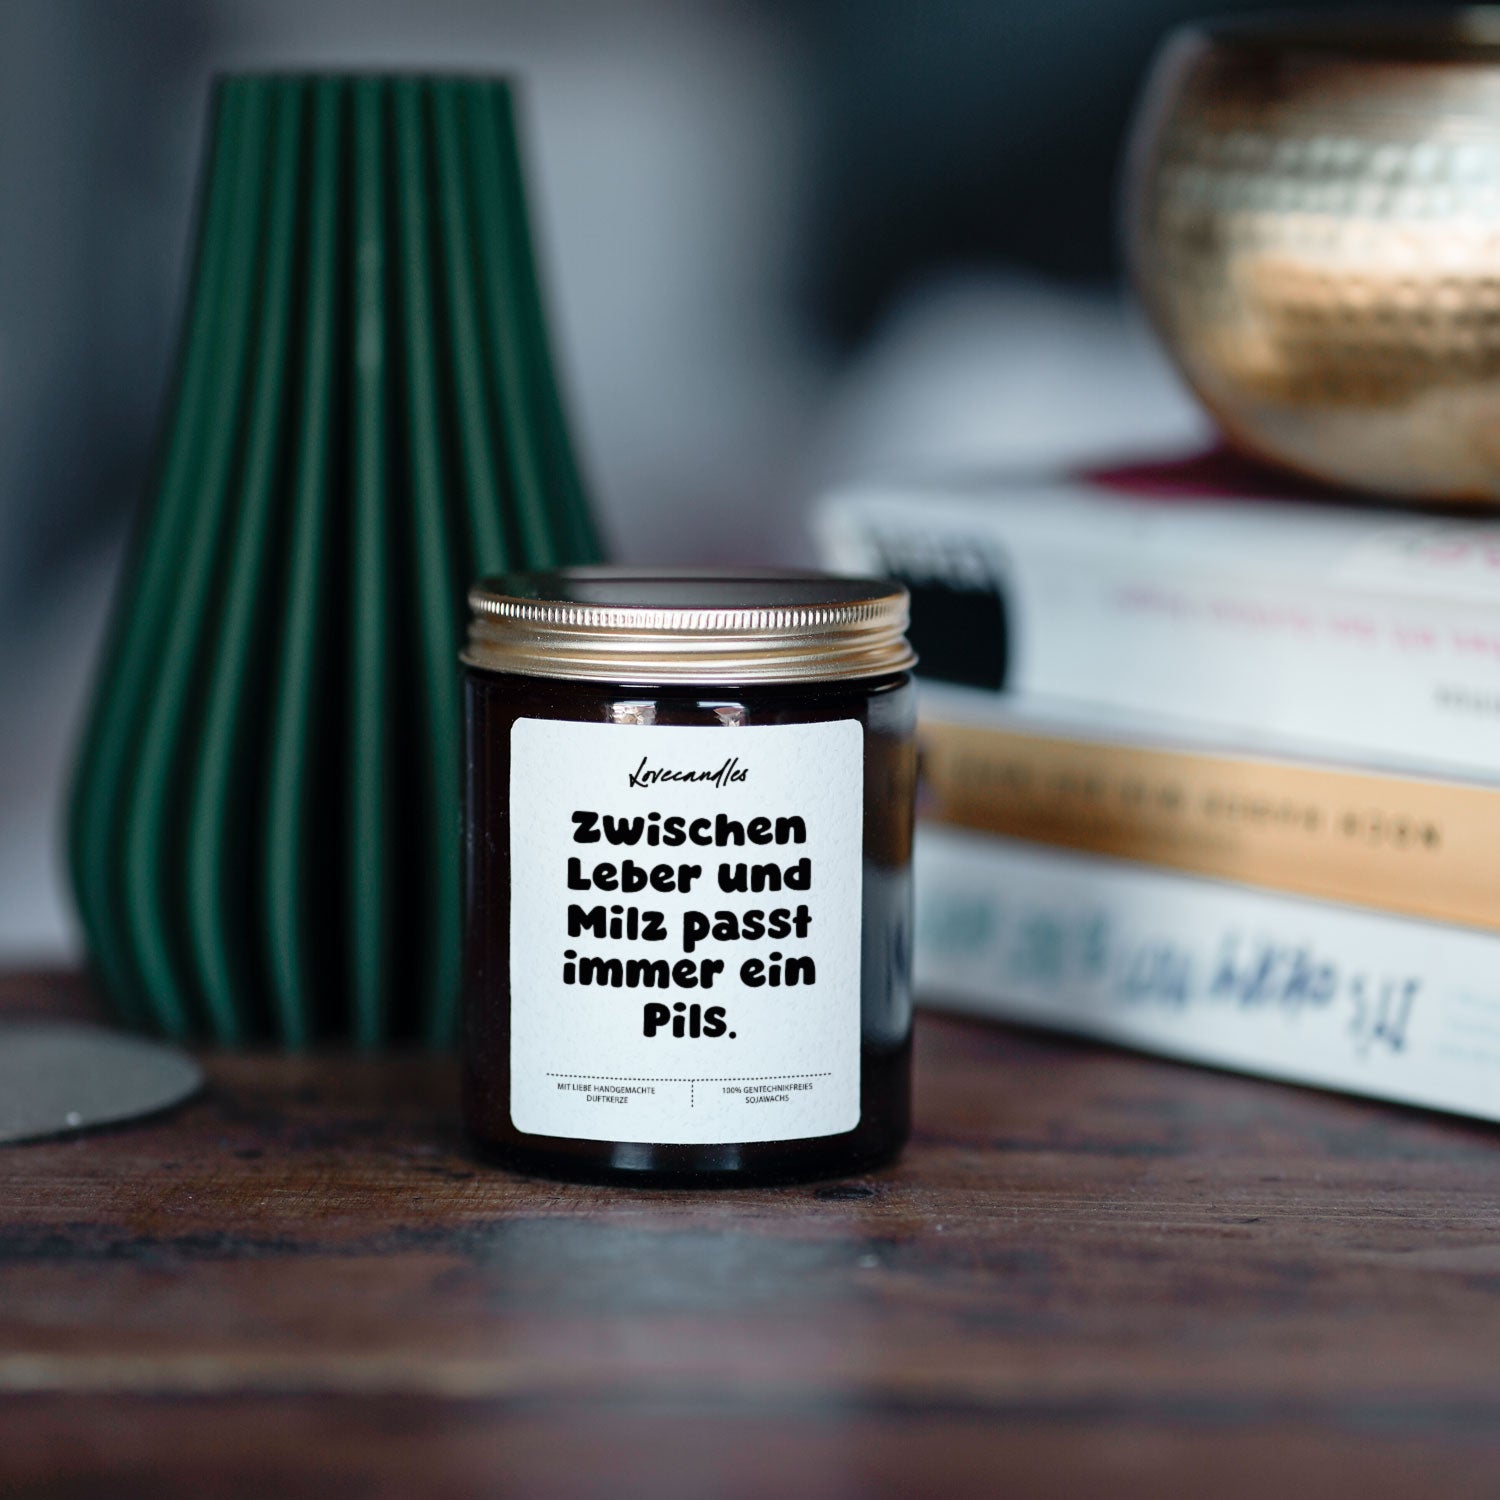 Lovecandles
Zwischen
Leber und
Milz passt
immer ein
Pils.
MIT LIEBE HANDGEMACHTE
DUFTKERZE
100% GENTECHNIKFREIES
SOJAWACHS